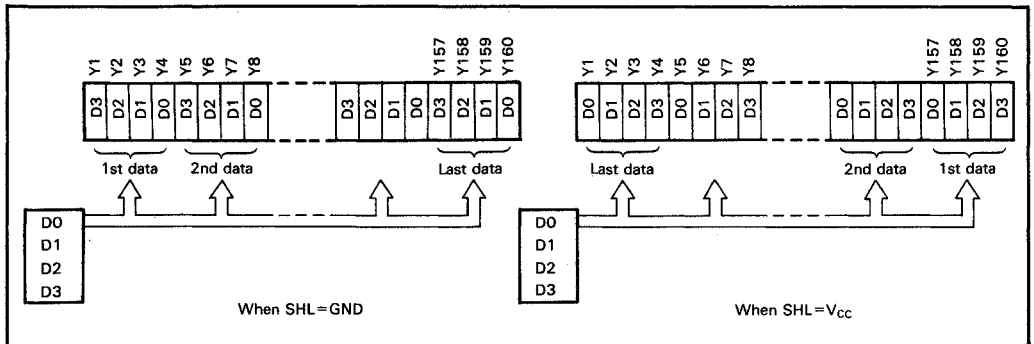 Y1 Y2 Y3 Y4 Y5 Y6 Y7 Y8 Y157 Y158 Y159 Y160
D3 D2 D1 D0 D3 D2 D1 D0 D3 D2 D1 D0 D3 D2 D1 D0
1st data 2nd data Last data
D0
D1
D2
D3
When SHL=GND
Y1 Y2 Y3 Y4 Y5 Y6 Y7 Y8 Y157 Y158 Y159 Y160
D0 D1 D2 D3 D0 D1 D2 D3 D0 D1 D2 D3 D0 D1 D2 D3
Last data 2nd data 1st data
D0
D1
D2
D3
When SHL=VCC